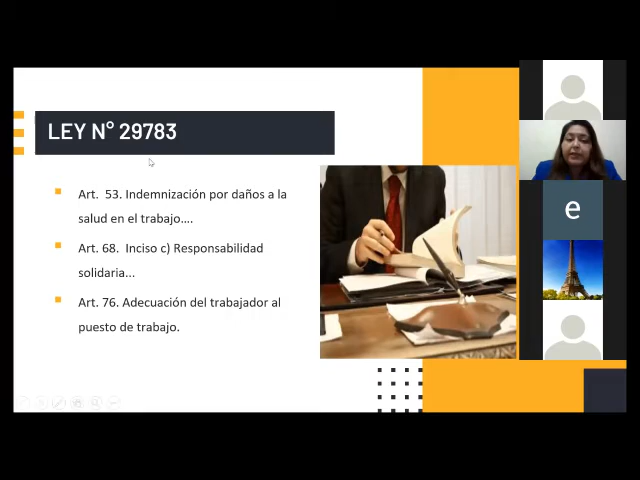 LEY N° 29783
Art. 53. Indemnización por daños a la
salud en el trabajo....
Art. 68. Inciso c) Responsabilidad
solidaria...
Art. 76. Adecuación del trabajador al
puesto de trabajo.
e